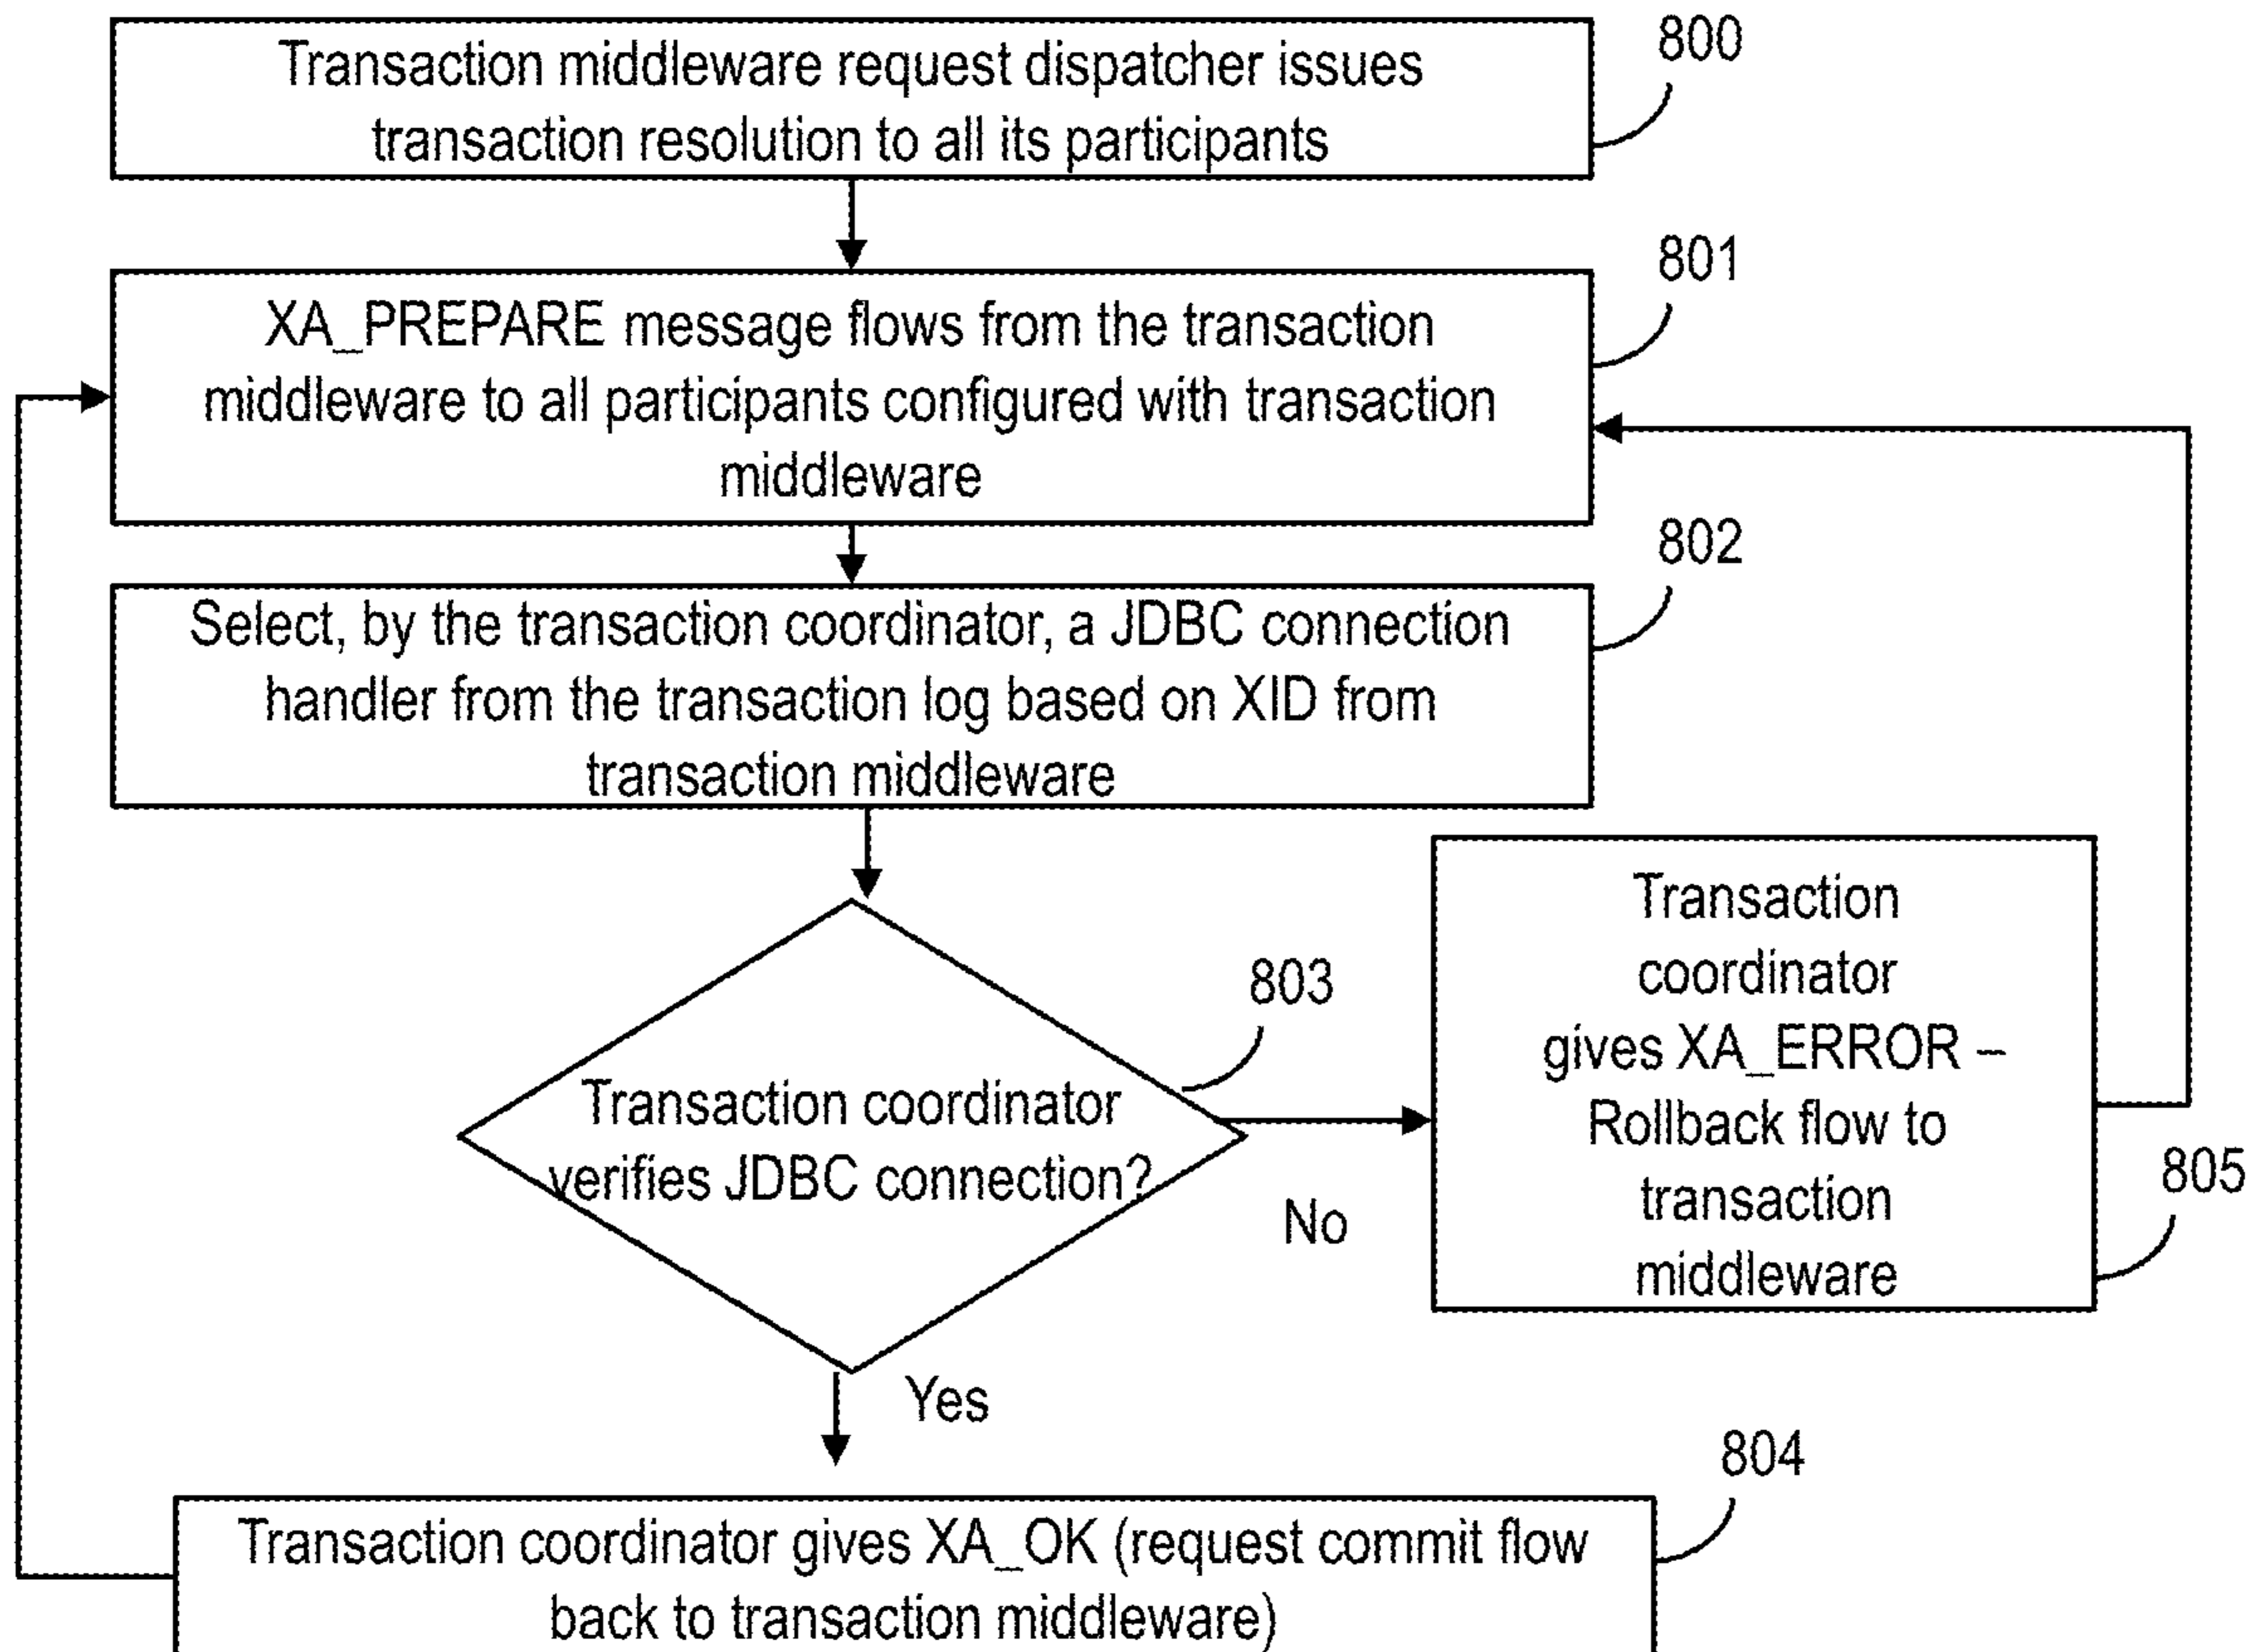 Transaction middleware request dispatcher issues
transaction resolution to all its participants
800
XA_PREPARE message flows from the transaction
middleware to all participants configured with transaction
middleware
801
Select, by the transaction coordinator, a JDBC connection
handler from the transaction log based on XID from
transaction middleware
802
Transaction coordinator
verifies JDBC connection?
803
No
Transaction
coordinator
gives XA_ERROR –
Rollback flow to
transaction
middleware
805
Yes
Transaction coordinator gives XA_OK (request commit flow
back to transaction middleware)
804